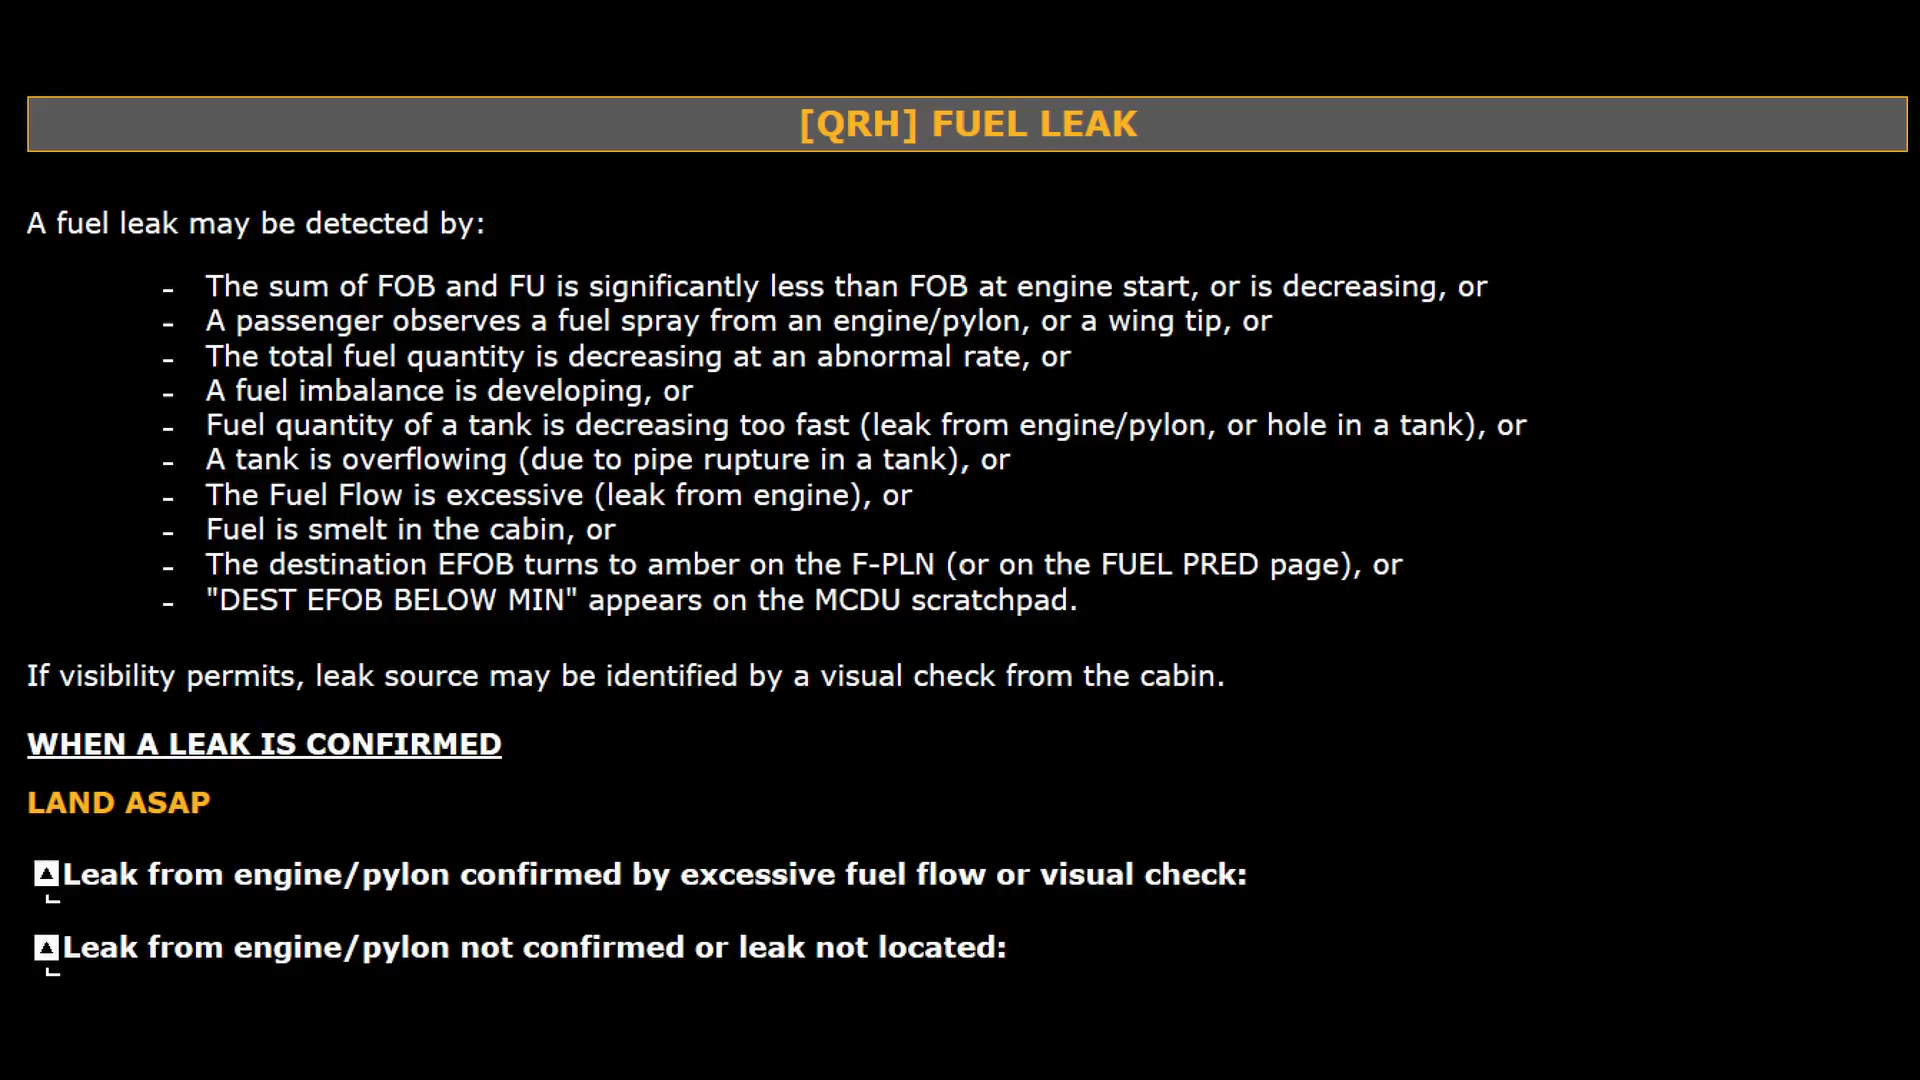 [QRH] FUEL LEAK
A fuel leak may be detected by:
- The sum of FOB and FU is significantly less than FOB at engine start, or is decreasing, or
- A passenger observes a fuel spray from an engine/pylon, or a wing tip, or
- The total fuel quantity is decreasing at an abnormal rate, or
- A fuel imbalance is developing, or
- Fuel quantity of a tank is decreasing too fast (leak from engine/pylon, or hole in a tank), or
- A tank is overflowing (due to pipe rupture in a tank), or
- The Fuel Flow is excessive (leak from engine), or
- Fuel is smelt in the cabin, or
- The destination EFOB turns to amber on the F-PLN (or on the FUEL PRED page), or
- "DEST EFOB BELOW MIN" appears on the MCDU scratchpad.
If visibility permits, leak source may be identified by a visual check from the cabin.
WHEN A LEAK IS CONFIRMED
LAND ASAP
Leak from engine/pylon confirmed by excessive fuel flow or visual check:
Leak from engine/pylon not confirmed or leak not located: